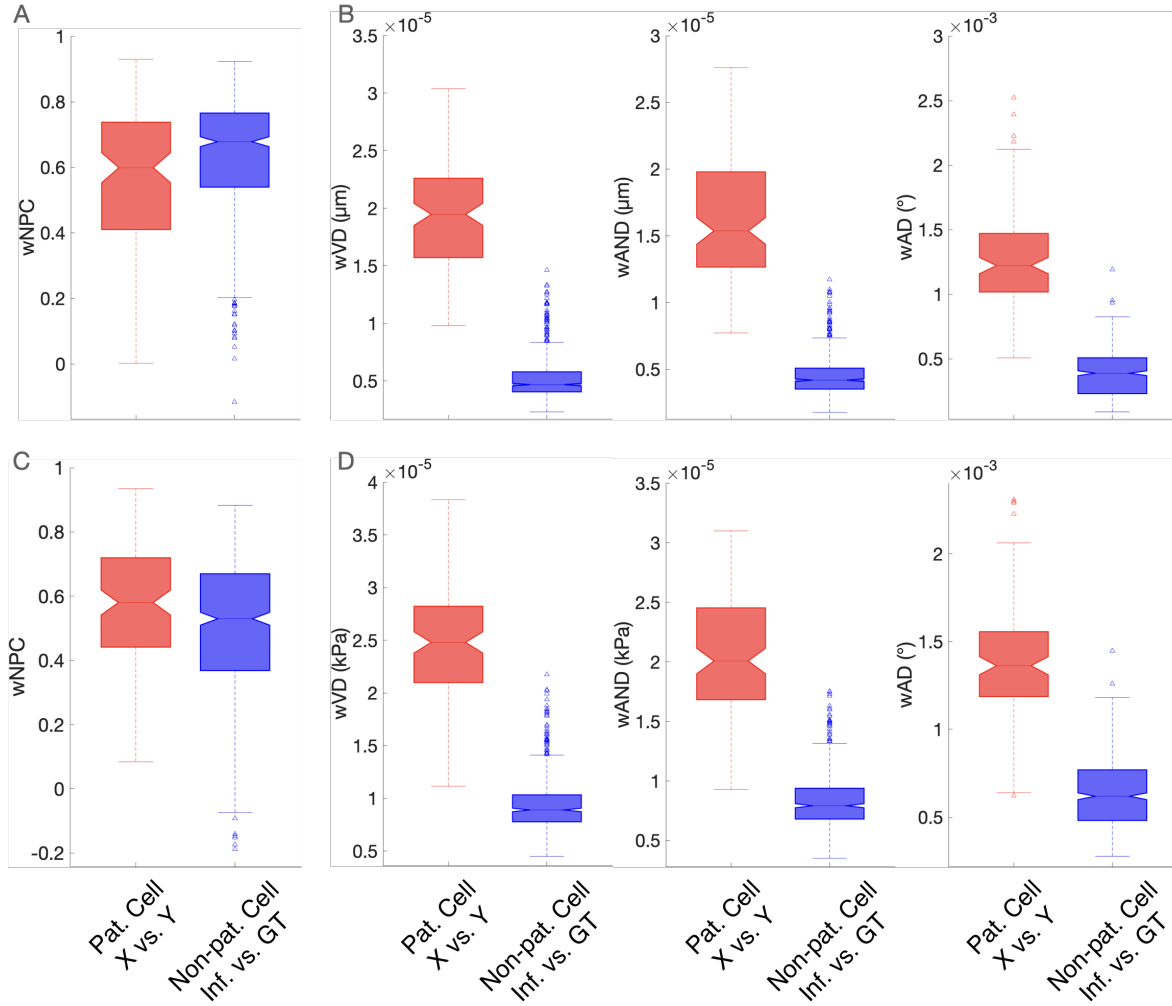 A
wNPC
1
0.8
0.6
0.4
0.2
0
B
×10⁻⁵
wVD (µm)
3.5
3
2.5
2
1.5
1
0.5
×10⁻⁵
wAND (µm)
3
2.5
2
1.5
1
0.5
×10⁻³
wAD (°)
3
2.5
2
1.5
1
0.5
C
wNPC
1
0.8
0.6
0.4
0.2
0
-0.2
D
×10⁻⁵
wVD (kPa)
4
3.5
3
2.5
2
1.5
1
0.5
×10⁻⁵
wAND (kPa)
3.5
3
2.5
2
1.5
1
0.5
×10⁻³
wAD (°)
2
1.5
1
0.5
Pat. Cell
X vs. Y
Non-pat. Cell
Inf. vs. GT
Pat. Cell
X vs. Y
Non-pat. Cell
Inf. vs. GT
Pat. Cell
X vs. Y
Non-pat. Cell
Inf. vs. GT
Pat. Cell
X vs. Y
Non-pat. Cell
Inf. vs. GT